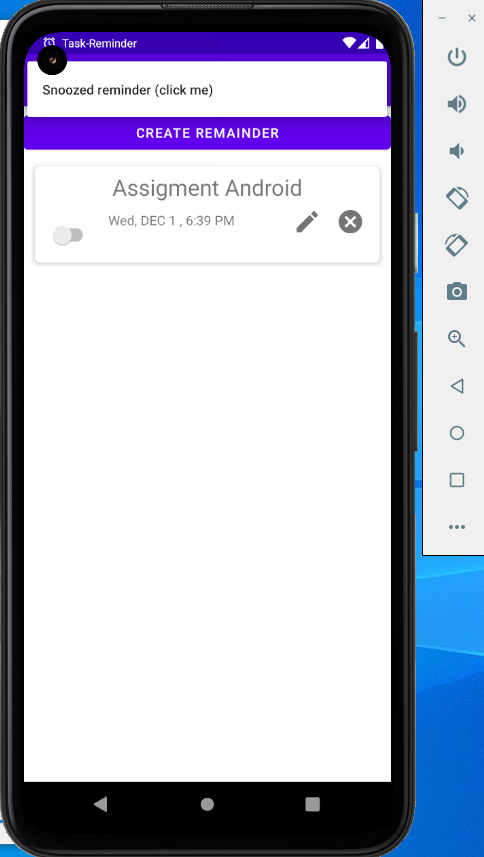 Task-Reminder
Snoozed reminder (click me)
CREATE REMAINDER
Assigment Android
Wed, DEC 1 , 6:39 PM